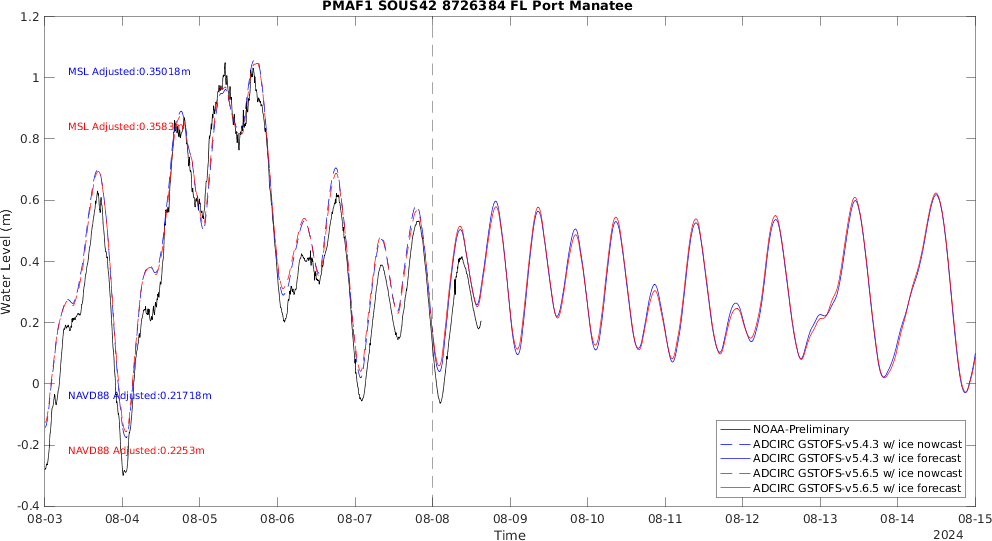 PMAF1 SOUS42 8726384 FL Port Manatee
1.2
1
0.8
0.6
0.4
0.2
0
-0.2
-0.4
Water Level (m)
MSL Adjusted:0.35018m
MSL Adjusted:0.3583m
NAVD88 Adjusted:0.21718m
NAVD88 Adjusted:0.2253m
NOAA-Preliminary
ADCIRC GSTOFS-v5.4.3 w/ ice nowcast
ADCIRC GSTOFS-v5.4.3 w/ ice forecast
ADCIRC GSTOFS-v5.6.5 w/ ice nowcast
ADCIRC GSTOFS-v5.6.5 w/ ice forecast
08-03 08-04 08-05 08-06 08-07 08-08 08-09 08-10 08-11 08-12 08-13 08-14 08-15
Time
2024